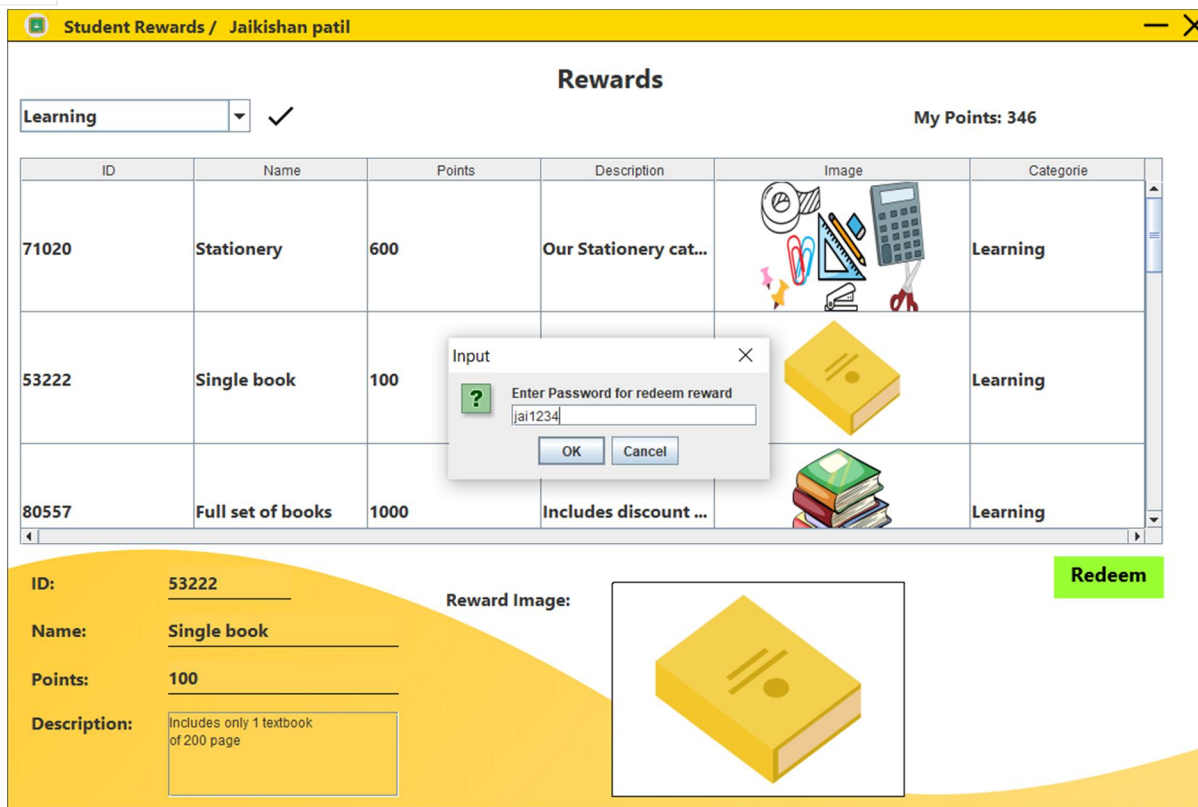 Student Rewards / Jaikishan patil
Rewards
Learning
My Points: 346
ID Name Points Description Image Categorie
71020 Stationery 600 Our Stationery cat... Learning
53222 Single book 100 Learning
80557 Full set of books 1000 Includes discount ... Learning
Input
Enter Password for redeem reward
jai1234
OK Cancel
ID: 53222
Name: Single book
Points: 100
Description: Includes only 1 textbook
of 200 page
Reward Image:
Redeem